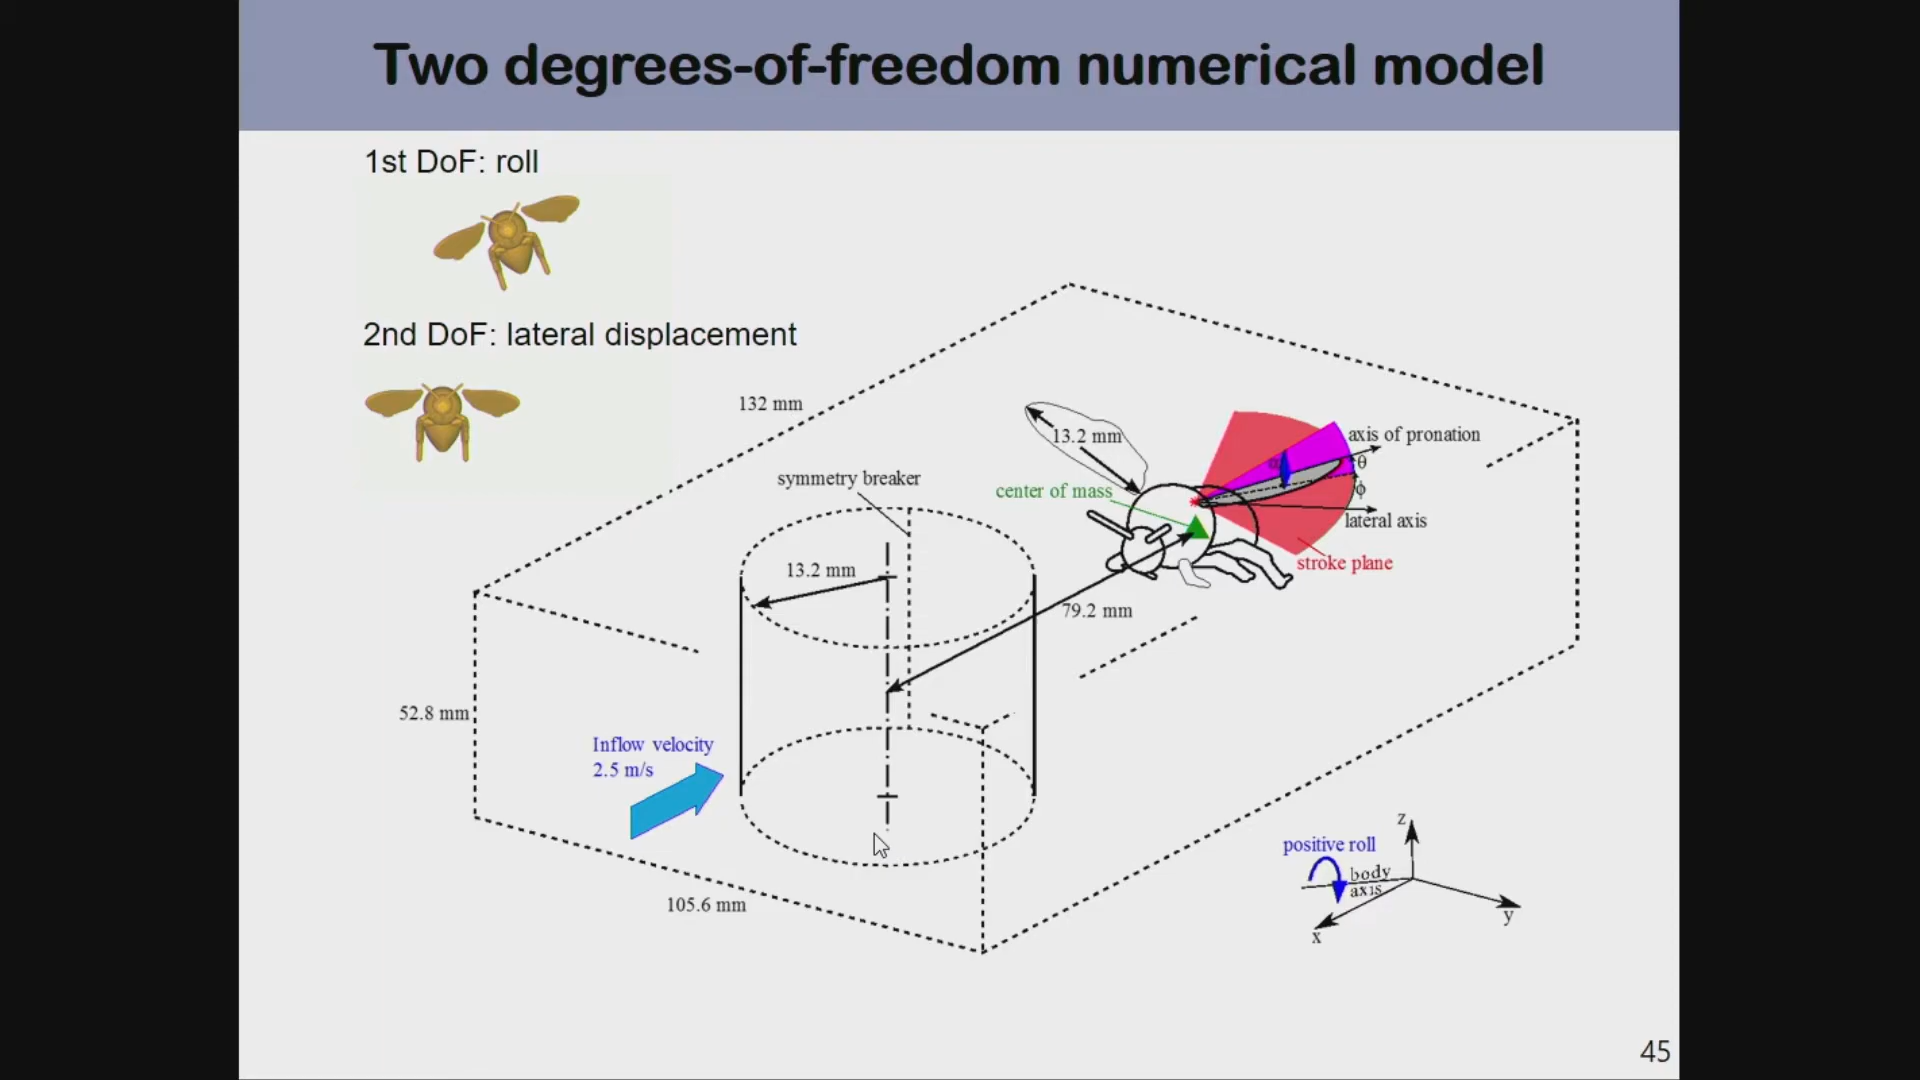 Two degrees-of-freedom numerical model
1st DoF: roll
2nd DoF: lateral displacement
132 mm
13.2 mm
axis of pronation
α
θ
ϕ
symmetry breaker
center of mass
lateral axis
stroke plane
13.2 mm
79.2 mm
52.8 mm
Inflow velocity
2.5 m/s
105.6 mm
z
positive roll
body
axis
y
x
45